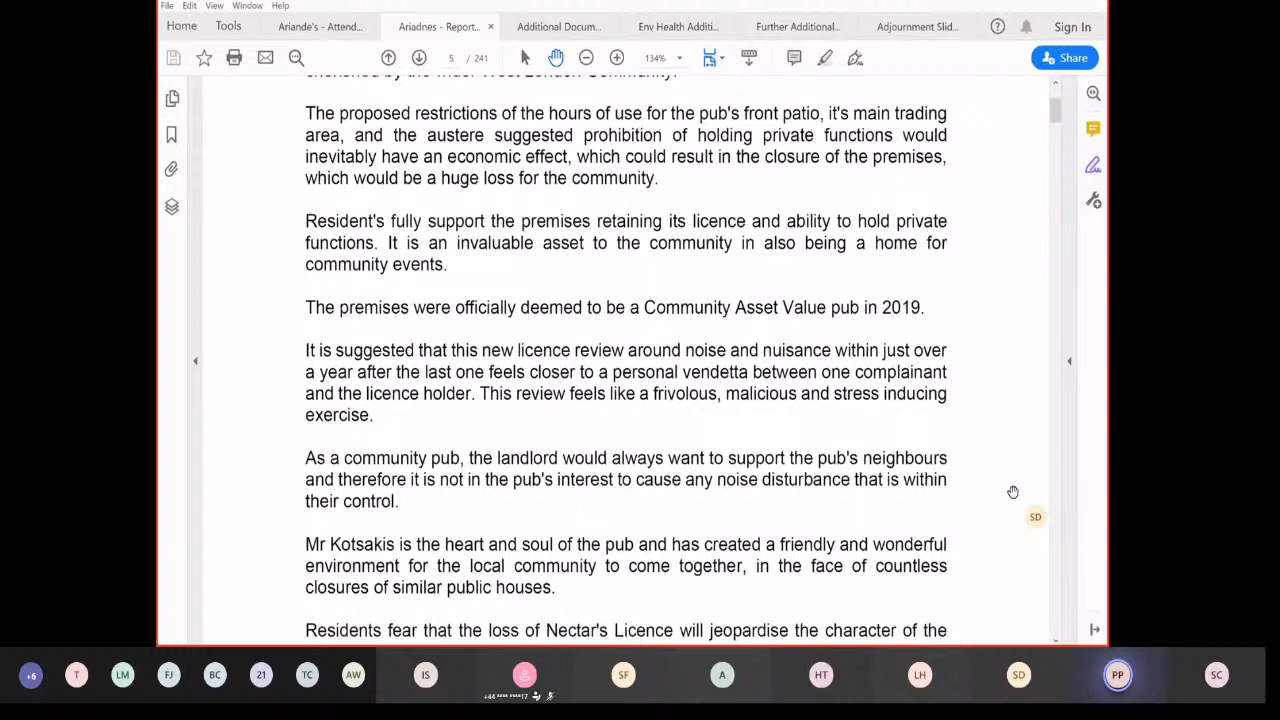 File Edit View Window Help
Home Tools Ariande's - Attend... Ariadnes - Report... × Additional Docum... Env Health Additi... Further Additional... Adjournment Slid... Sign In
5 / 241 134% Share
The proposed restrictions of the hours of use for the pub's front patio, it's main trading
area, and the austere suggested prohibition of holding private functions would
inevitably have an economic effect, which could result in the closure of the premises,
which would be a huge loss for the community.
Resident's fully support the premises retaining its licence and ability to hold private
functions. It is an invaluable asset to the community in also being a home for
community events.
The premises were officially deemed to be a Community Asset Value pub in 2019.
It is suggested that this new licence review around noise and nuisance within just over
a year after the last one feels closer to a personal vendetta between one complainant
and the licence holder. This review feels like a frivolous, malicious and stress inducing
exercise.
As a community pub, the landlord would always want to support the pub's neighbours
and therefore it is not in the pub's interest to cause any noise disturbance that is within
their control.
SD
Mr Kotsakis is the heart and soul of the pub and has created a friendly and wonderful
environment for the local community to come together, in the face of countless
closures of similar public houses.
Residents fear that the loss of Nectar's Licence will jeopardise the character of the
+6 T LM FJ BC 21 TC AW IS SF A HT LH SD PP SC
+44 **** ****17